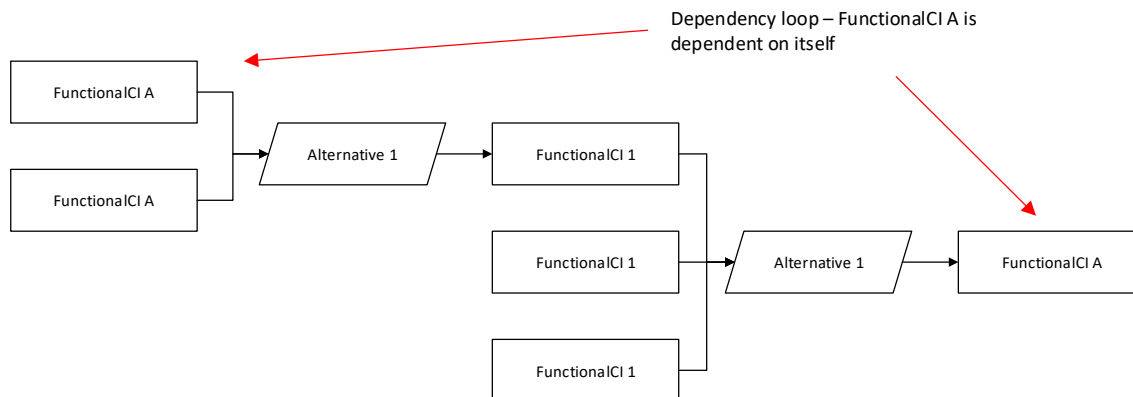 Dependency loop – FunctionalCI A is
dependent on itself
FunctionalCI A
Alternative 1
FunctionalCI 1
FunctionalCI A
FunctionalCI 1
Alternative 1
FunctionalCI A
FunctionalCI 1